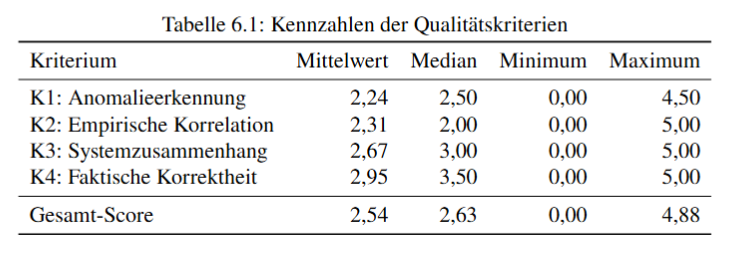 Tabelle 6.1: Kennzahlen der Qualitätskriterien
Kriterium Mittelwert Median Minimum Maximum
K1: Anomalieerkennung 2,24 2,50 0,00 4,50
K2: Empirische Korrelation 2,31 2,00 0,00 5,00
K3: Systemzusammenhang 2,67 3,00 0,00 5,00
K4: Faktische Korrektheit 2,95 3,50 0,00 5,00
Gesamt-Score 2,54 2,63 0,00 4,88